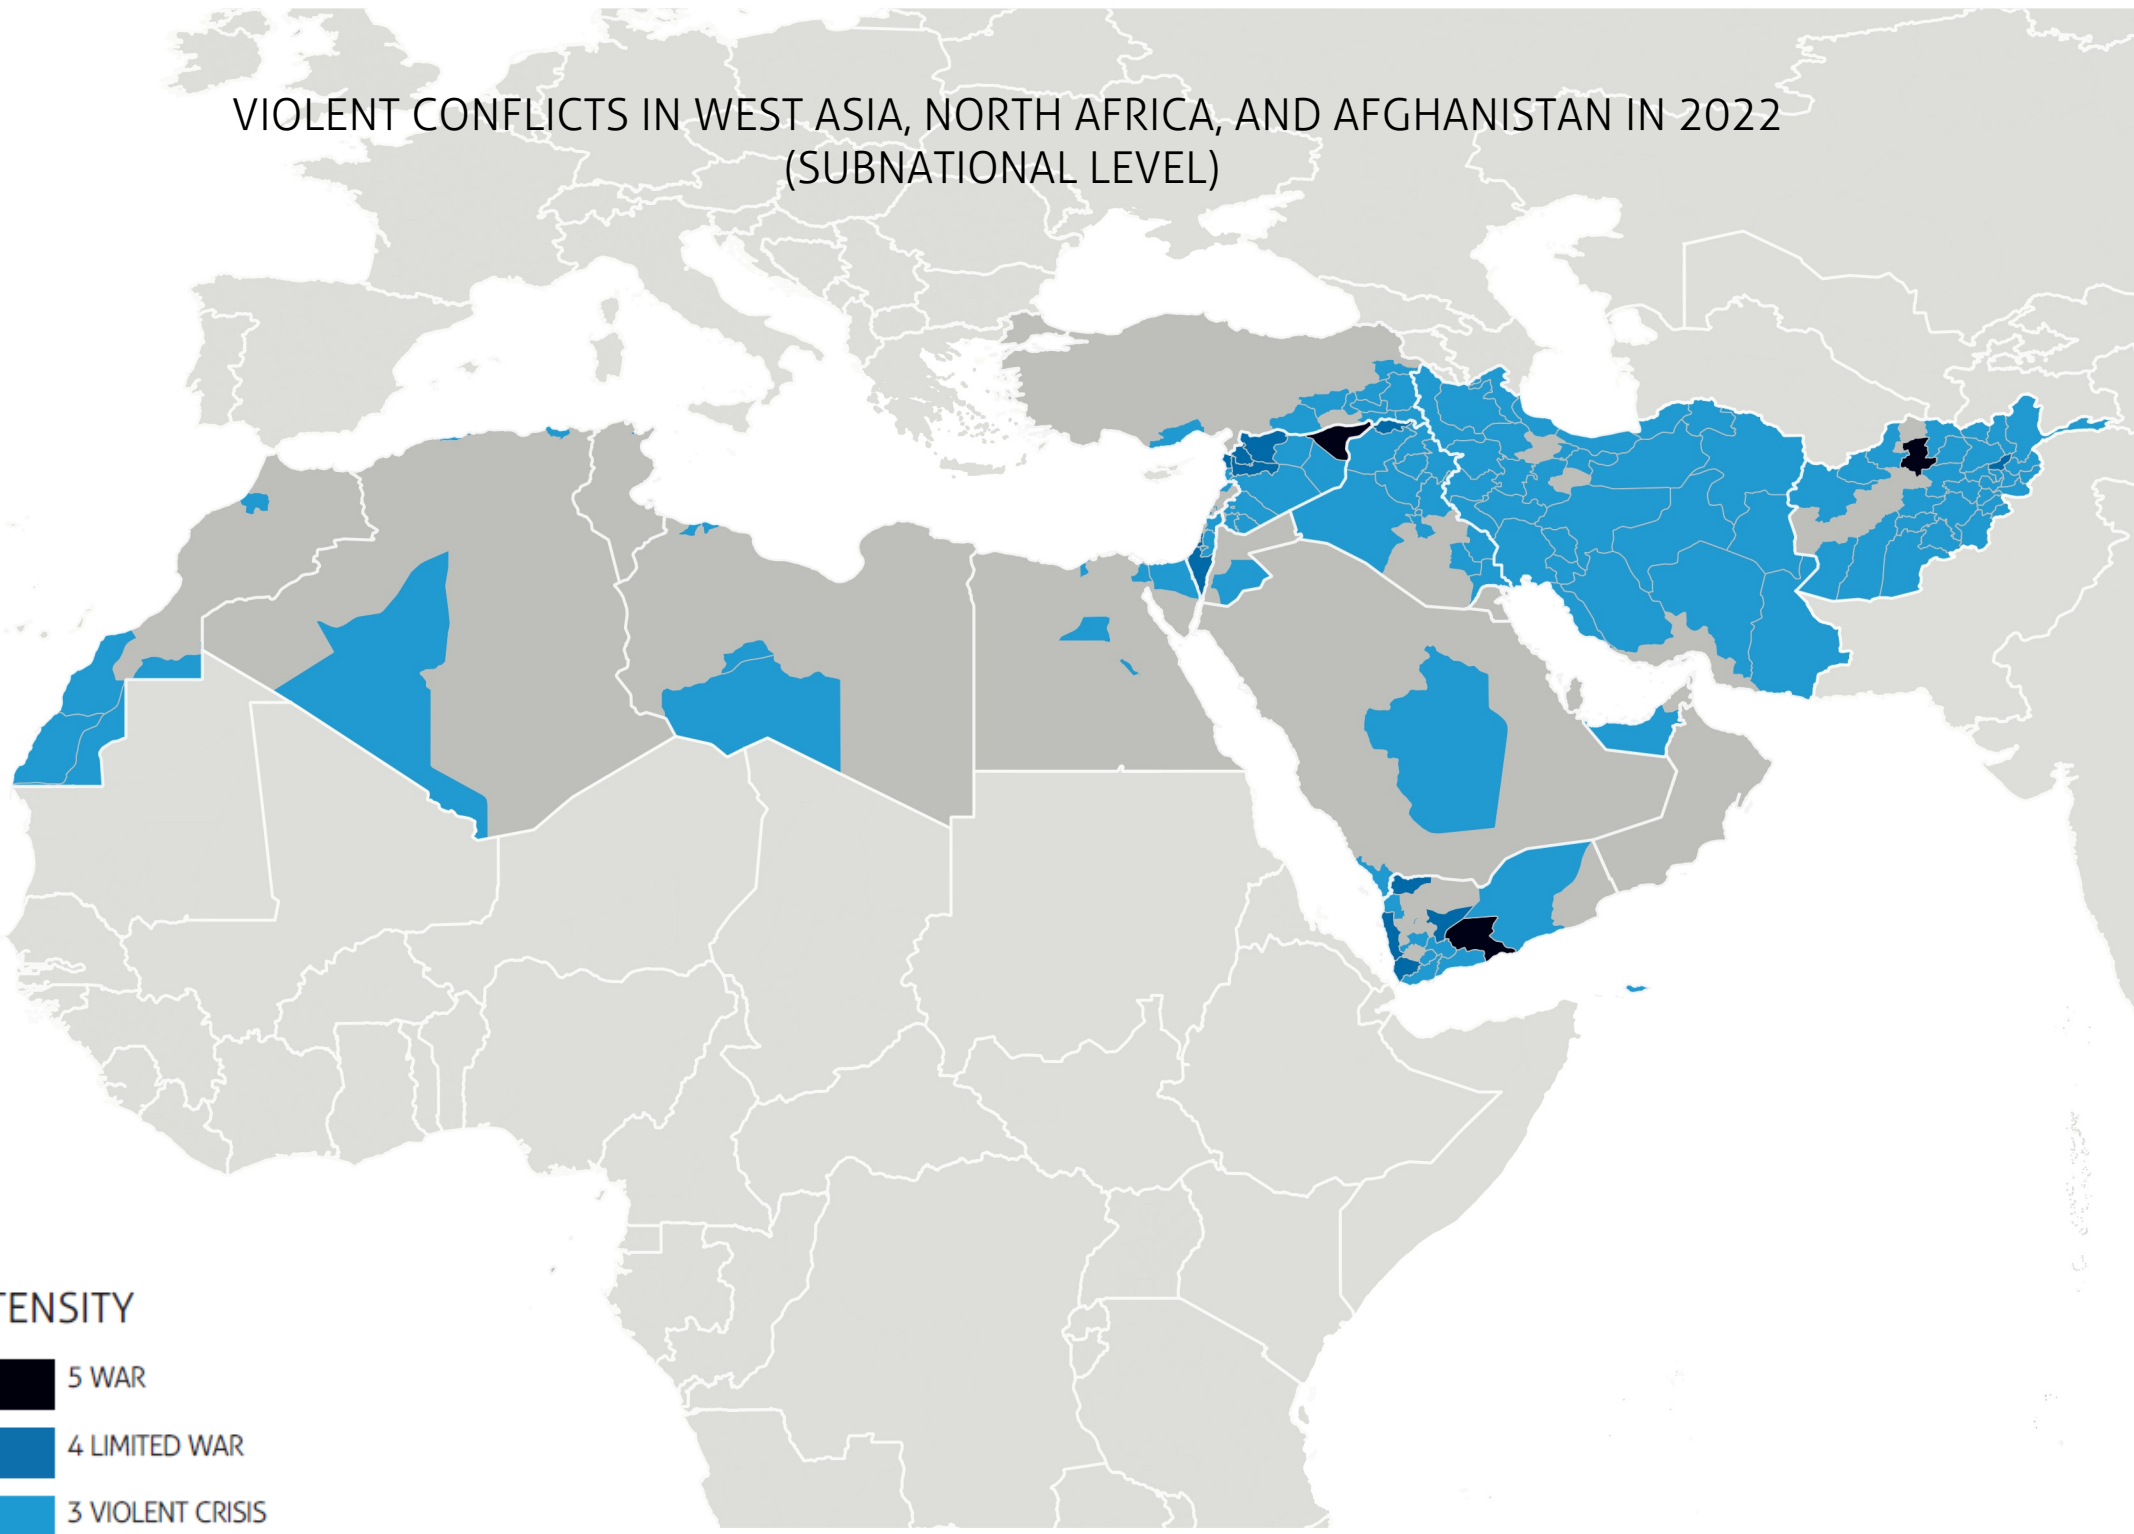 VIOLENT CONFLICTS IN WEST ASIA, NORTH AFRICA, AND AFGHANISTAN IN 2022
(SUBNATIONAL LEVEL)
TENSITY
5 WAR
4 LIMITED WAR
3 VIOLENT CRISIS